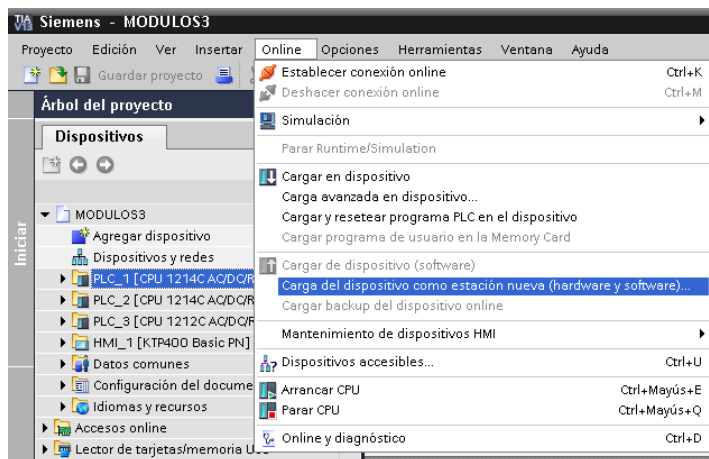 TIA V13 Siemens - MODULOS3
Proyecto Edición Ver Insertar Online Opciones Herramientas Ventana Ayuda
Guardar proyecto
Árbol del proyecto
Dispositivos
Iniciar
MODULOS3
Agregar dispositivo
Dispositivos y redes
PLC_1 [CPU 1214C AC/DC/R
PLC_2 [CPU 1214C AC/DC/R
PLC_3 [CPU 1212C AC/DC/R
HMI_1 [KTP400 Basic PN]
Datos comunes
Configuración del docume
Idiomas y recursos
Accesos online
Lector de tarjetas/memoria U
Establecer conexión online Ctrl+K
Deshacer conexión online Ctrl+M
Simulación
Parar Runtime/Simulation
Cargar en dispositivo
Carga avanzada en dispositivo...
Cargar y resetear programa PLC en el dispositivo
Cargar programa de usuario en la Memory Card
Cargar de dispositivo (software)
Carga del dispositivo como estación nueva (hardware y software)...
Cargar backup del dispositivo online
Mantenimiento de dispositivos HMI
Dispositivos accesibles... Ctrl+U
Arrancar CPU Ctrl+Mayús+E
Parar CPU Ctrl+Mayús+Q
Online y diagnóstico Ctrl+D